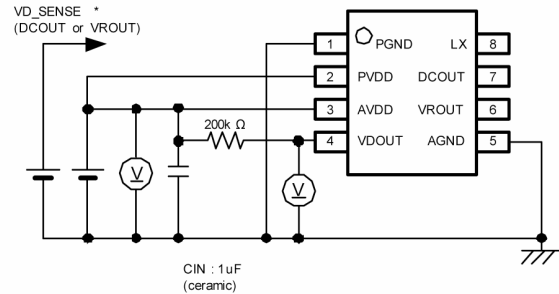 VD_SENSE *
(DCOUT or VROUT)
1 PGND LX 8
2 PVDD DCOUT 7
3 AVDD VROUT 6
200k Ω
4 VDOUT AGND 5
V
V
CIN : 1uF
(ceramic)